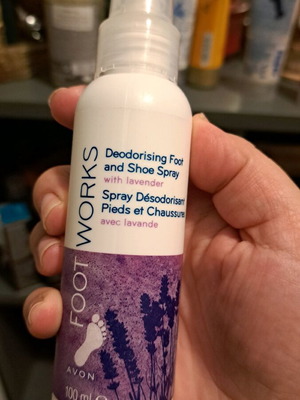 FOOT WORKS
Deodorising Foot
and Shoe Spray
with lavender
Spray Désodorisant
Pieds et Chaussures
avec lavande
AVON
100 ml